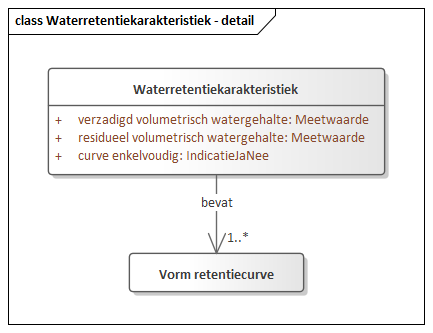 class Waterretentiekarakteristiek - detail
Waterretentiekarakteristiek
+ verzadigd volumetrisch watergehalte: Meetwaarde
+ residueel volumetrisch watergehalte: Meetwaarde
+ curve enkelvoudig: IndicatieJaNee
bevat
1..*
Vorm retentiecurve